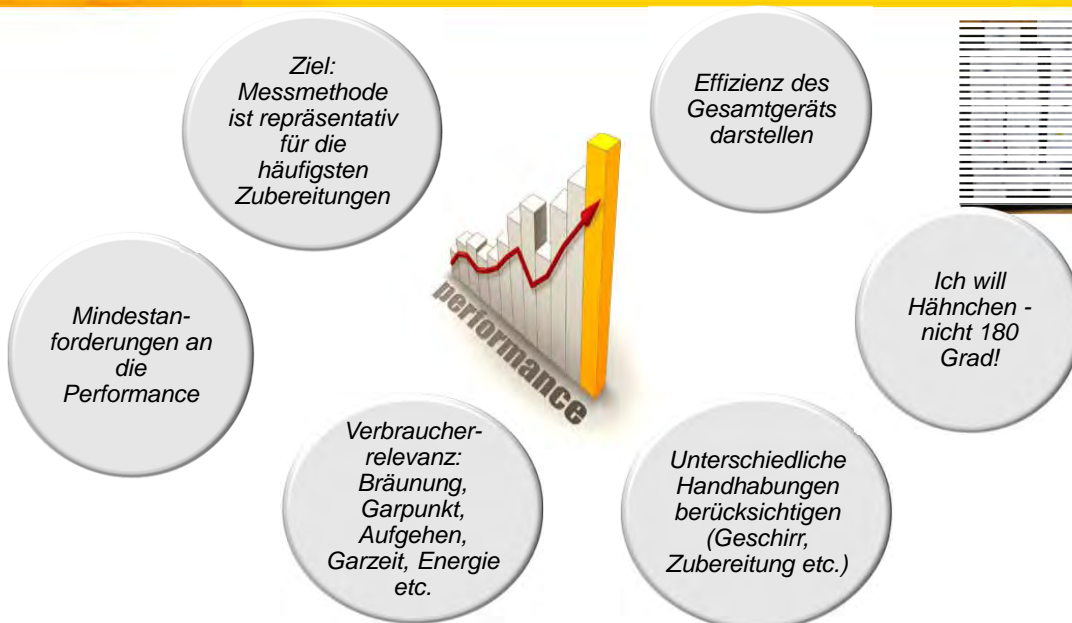 Ziel:
Messmethode
ist repräsentativ
für die
häufigsten
Zubereitungen
Effizienz des
Gesamtgeräts
darstellen
Mindestan-
forderungen an
die
Performance
performance
Ich will
Hähnchen -
nicht 180
Grad!
Verbraucher-
relevanz:
Bräunung,
Garpunkt,
Aufgehen,
Garzeit, Energie
etc.
Unterschiedliche
Handhabungen
berücksichtigen
(Geschirr,
Zubereitung etc.)